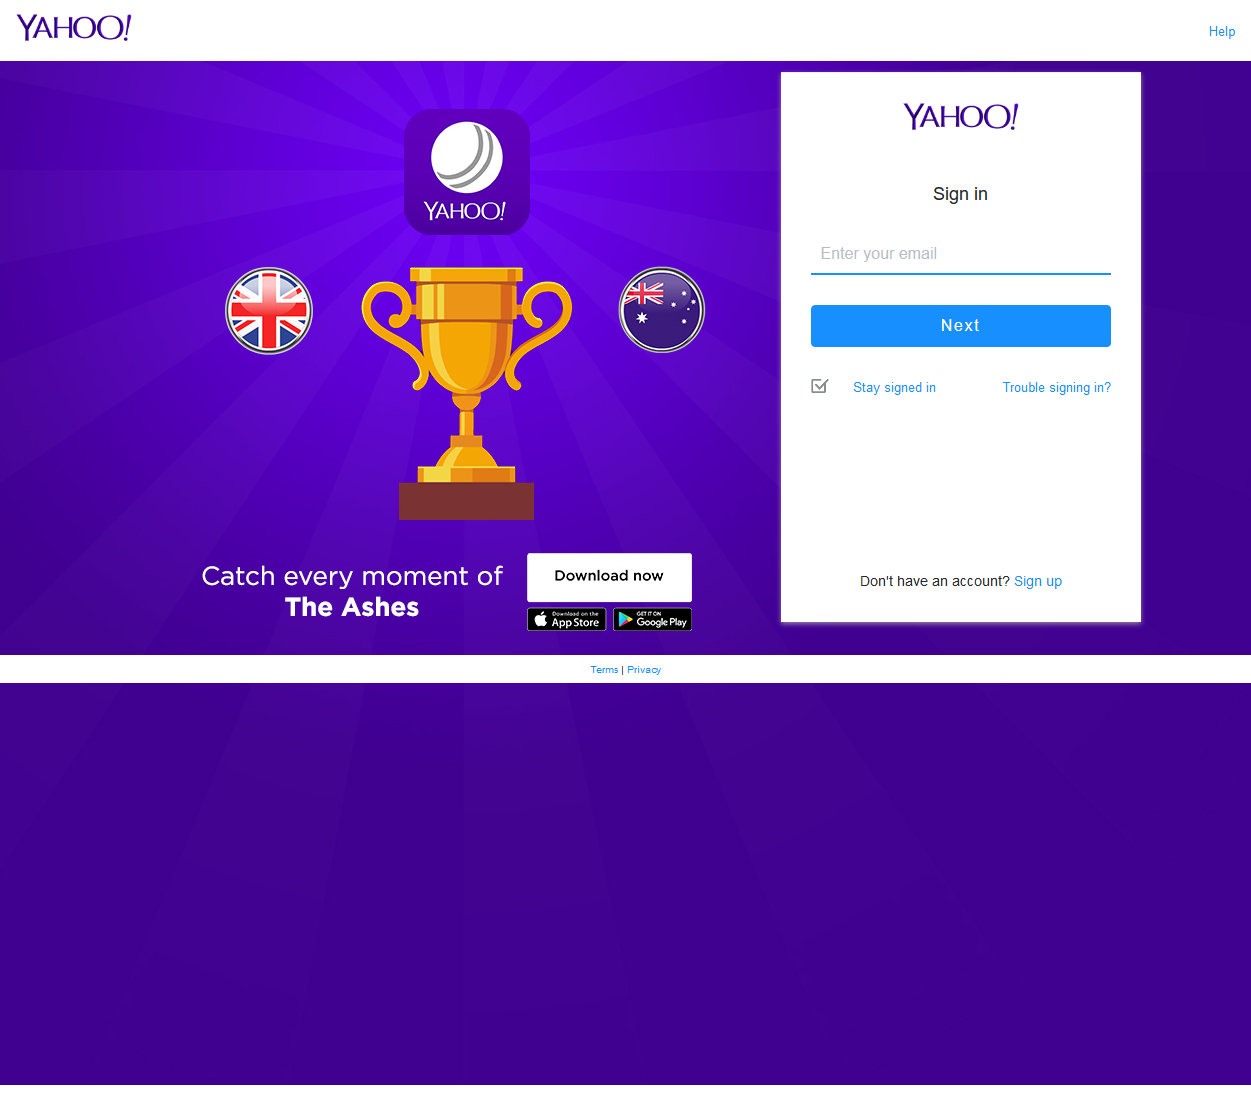 YAHOO!
Help
YAHOO!
YAHOO!
Sign in
Enter your email
Next
Stay signed in
Trouble signing in?
Don't have an account? Sign up
Catch every moment of
The Ashes
Download now
Download on the
App Store
GET IT ON
Google Play
Terms | Privacy